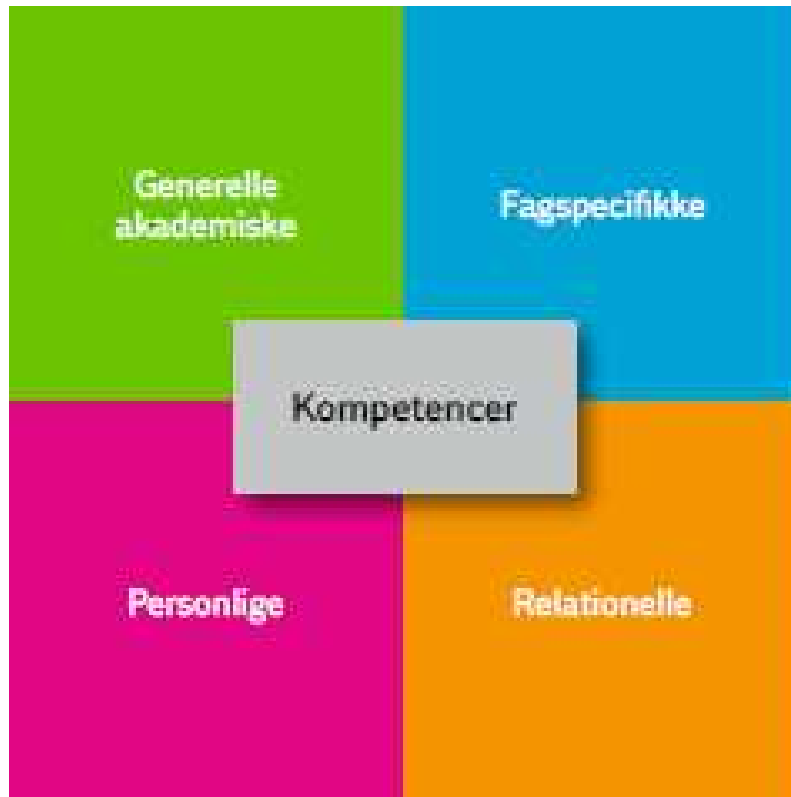 Generelle
akademiske
Fagspecifikke
Kompetencer
Personlige
Relationelle